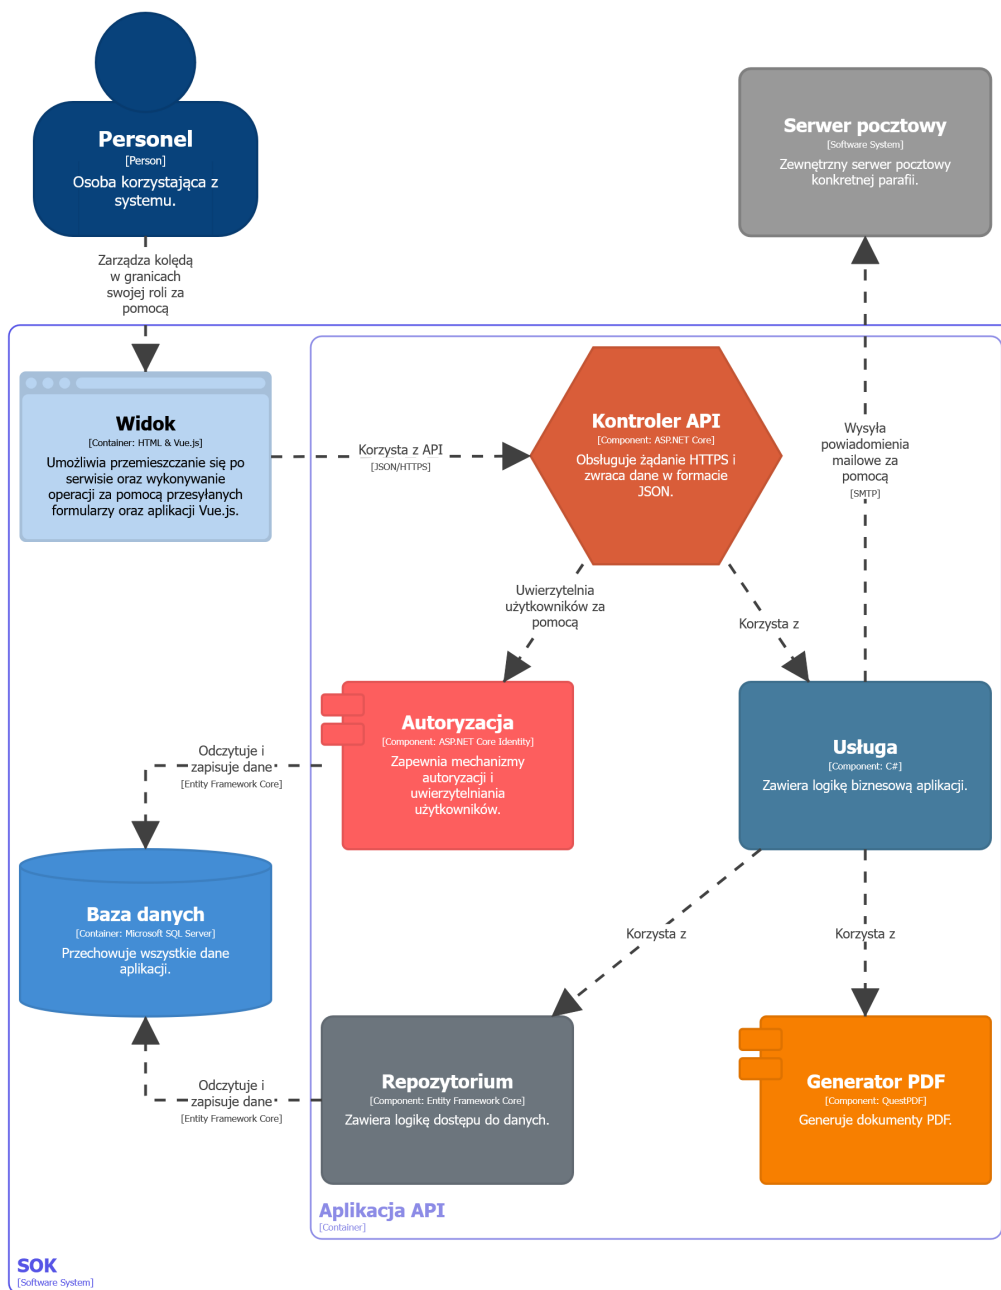 Personel
[Person]
Osoba korzystająca z
systemu.
Serwer pocztowy
[Software System]
Zewnętrzny serwer pocztowy
konkretnej parafii.
Zarządza kolędą
w granicach
swojej roli za
pomocą
Widok
[Container: HTML & Vue.js]
Umożliwia przemieszczanie się po
serwisie oraz wykonywanie
operacji za pomocą przesyłanych
formularzy oraz aplikacji Vue.js.
Korzysta z API
[JSON/HTTPS]
Kontroler API
[Component: ASP.NET Core]
Obsługuje żądanie HTTPS i
zwraca dane w formacie
JSON.
Wysyła
powiadomienia
mailowe za
pomocą
[SMTP]
Uwierzytelnia
użytkowników za
pomocą
Korzysta z
Autoryzacja
[Component: ASP.NET Core Identity]
Zapewnia mechanizmy
autoryzacji i
uwierzytelniania
użytkowników.
Usługa
[Component: C#]
Zawiera logikę biznesową aplikacji.
Odczytuje i
zapisuje dane
[Entity Framework Core]
Baza danych
[Container: Microsoft SQL Server]
Przechowuje wszystkie dane
aplikacji.
Korzysta z
Korzysta z
Repozytorium
[Component: Entity Framework Core]
Zawiera logikę dostępu do danych.
Generator PDF
[Component: QuestPDF]
Generuje dokumenty PDF.
Odczytuje i
zapisuje dane
[Entity Framework Core]
Aplikacja API
[Container]
SOK
[Software System]